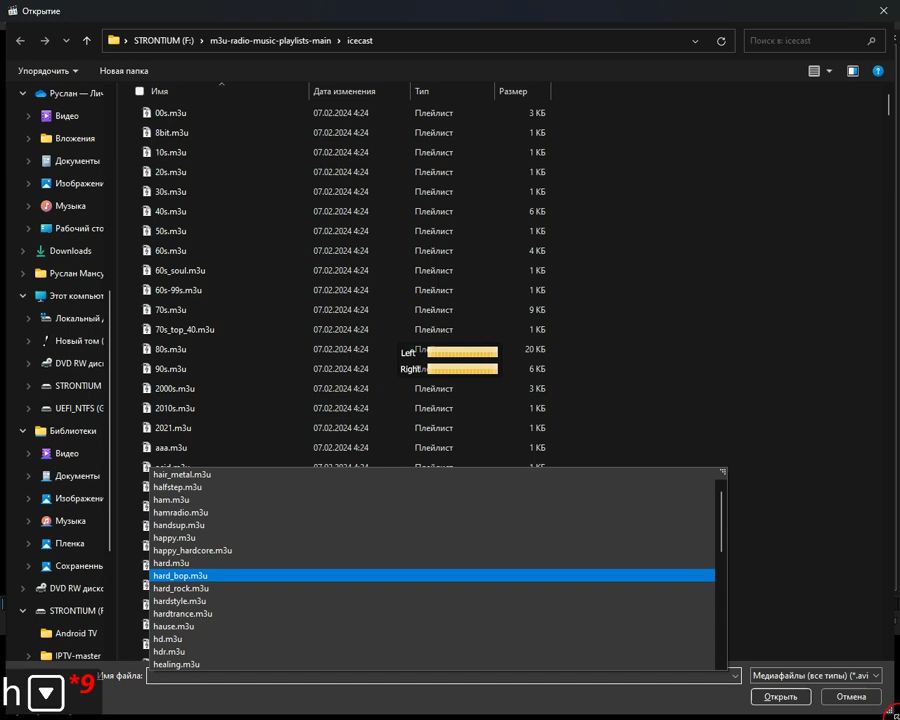 Открытие
STRONTIUM (F:) › m3u-radio-music-playlists-main › icecast
Поиск в: icecast
Упорядочить
Новая папка
Имя Дата изменения Тип Размер
Руслан — Лич
Видео
Вложения
Документы
Изображени
Музыка
Рабочий сто
Downloads
Руслан Мансу
Этот компьют
Локальный
Новый том (
DVD RW диск
STRONTIUM
UEFI_NTFS (G
Библиотеки
Видео
Документы
Изображени
Музыка
Пленка
Сохраненны
DVD RW диско
STRONTIUM (F
Android TV
IPTV-master
00s.m3u 07.02.2024 4:24 Плейлист 3 КБ
8bit.m3u 07.02.2024 4:24 Плейлист 1 КБ
10s.m3u 07.02.2024 4:24 Плейлист 1 КБ
20s.m3u 07.02.2024 4:24 Плейлист 1 КБ
30s.m3u 07.02.2024 4:24 Плейлист 1 КБ
40s.m3u 07.02.2024 4:24 Плейлист 6 КБ
50s.m3u 07.02.2024 4:24 Плейлист 1 КБ
60s.m3u 07.02.2024 4:24 Плейлист 4 КБ
60s_soul.m3u 07.02.2024 4:24 Плейлист 1 КБ
60s-99s.m3u 07.02.2024 4:24 Плейлист 1 КБ
70s.m3u 07.02.2024 4:24 Плейлист 9 КБ
70s_top_40.m3u 07.02.2024 4:24 Плейлист 1 КБ
80s.m3u 07.02.2024 4:24 20 КБ
Left
90s.m3u 07.02.2024 4:24 6 КБ
Right
2000s.m3u 07.02.2024 4:24 Плейлист 3 КБ
2010s.m3u 07.02.2024 4:24 Плейлист 1 КБ
2021.m3u 07.02.2024 4:24 Плейлист 1 КБ
aaa.m3u 07.02.2024 4:24 Плейлист 1 КБ
acid.m3u 07.02.2024 4:24 Плейлист 1 КБ
hair_metal.m3u
halfstep.m3u
ham.m3u
hamradio.m3u
handsup.m3u
happy.m3u
happy_hardcore.m3u
hard.m3u
hard_bop.m3u
hard_rock.m3u
hardstyle.m3u
hardtrance.m3u
hause.m3u
hd.m3u
hdr.m3u
healing.m3u
Имя файла:
Медиафайлы (все типы) (*.avi
h *9
Открыть Отмена